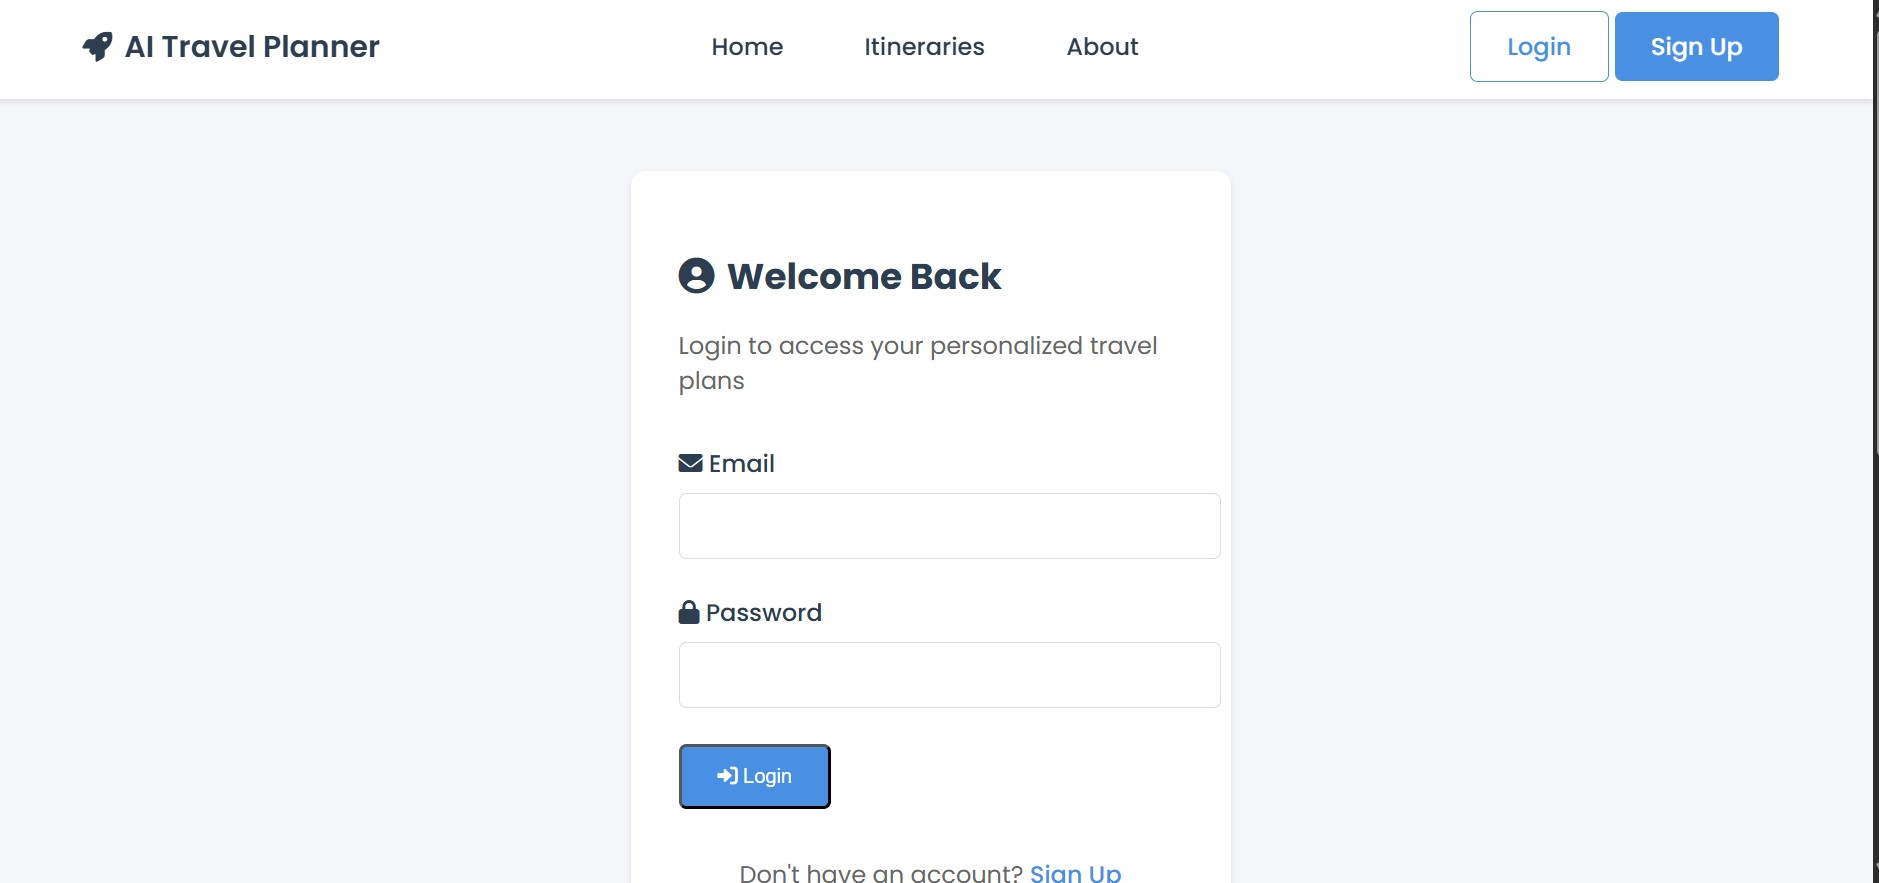 AI Travel Planner
Home
Itineraries
About
Login
Sign Up
Welcome Back
Login to access your personalized travel
plans
Email
Password
Login
Don't have an account? Sign Up